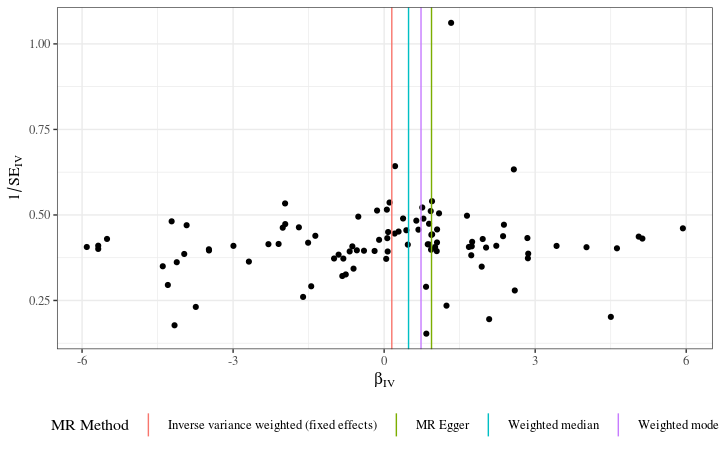 1.00
0.75
0.50
0.25
1/SE_IV
-6 -3 0 3 6
β_IV
MR Method Inverse variance weighted (fixed effects) MR Egger Weighted median Weighted mode